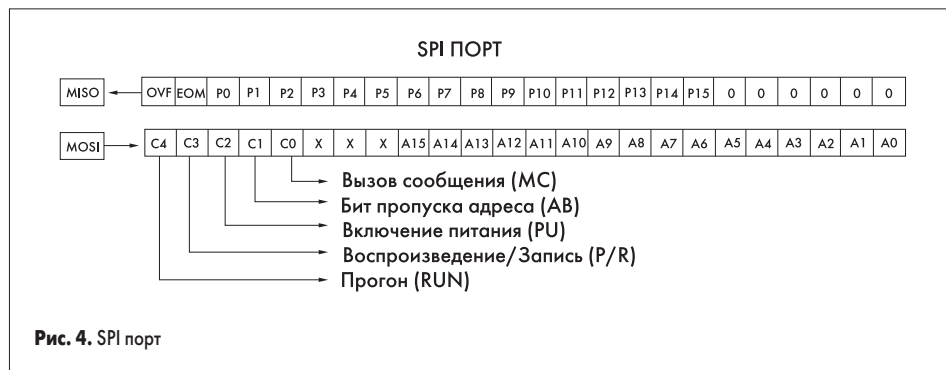 SPI ПОРТ
MISO OVF EOM P0 P1 P2 P3 P4 P5 P6 P7 P8 P9 P10 P11 P12 P13 P14 P15 0 0 0 0 0 0
MOSI C4 C3 C2 C1 C0 X X X A15 A14 A13 A12 A11 A10 A9 A8 A7 A6 A5 A4 A3 A2 A1 A0
Вызов сообщения (MC)
Бит пропуска адреса (AB)
Включение питания (PU)
Воспроизведение/Запись (P/R)
Прогон (RUN)
Рис. 4. SPI порт